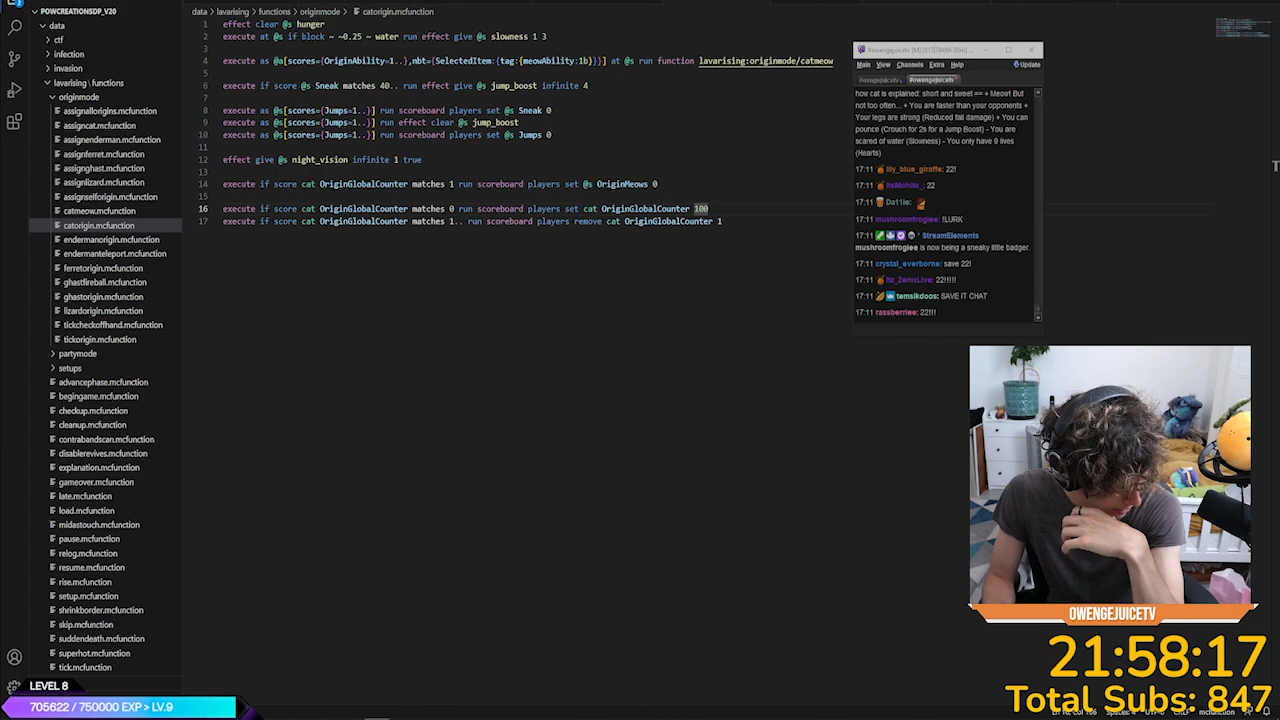 POWCREATIONSDP_V20
data
ctf
infection
invasion
lavarising \ functions
originmode
assignallorigins.mcfunction
assigncat.mcfunction
assignenderman.mcfunction
assignferret.mcfunction
assignghast.mcfunction
assignlizard.mcfunction
assignselforigin.mcfunction
catmeow.mcfunction
catorigin.mcfunction
endermanorigin.mcfunction
endermanteleport.mcfunction
ferretorigin.mcfunction
ghastfireball.mcfunction
ghastorigin.mcfunction
lizardorigin.mcfunction
tickcheckoffhand.mcfunction
tickorigin.mcfunction
partymode
setups
advancephase.mcfunction
begingame.mcfunction
checkup.mcfunction
cleanup.mcfunction
contrabandscan.mcfunction
disablerevives.mcfunction
explanation.mcfunction
gameover.mcfunction
late.mcfunction
load.mcfunction
midastouch.mcfunction
pause.mcfunction
relog.mcfunction
resume.mcfunction
rise.mcfunction
setup.mcfunction
shrinkborder.mcfunction
skip.mcfunction
suddendeath.mcfunction
superhot.mcfunction
tick.mcfunction
data > lavarising > functions > originmode > catorigin.mcfunction
1 effect clear @s hunger
2 execute at @s if block ~ ~0.25 ~ water run effect give @s slowness 1 3
3
4 execute as @a[scores={OriginAbility=1..},nbt={SelectedItem:{tag:{meowAbility:1b}}}] at @s run function lavarising:originmode/catmeow
5
6 execute if score @s Sneak matches 40.. run effect give @s jump_boost infinite 4
7
8 execute as @s[scores={Jumps=1..}] run scoreboard players set @s Sneak 0
9 execute as @s[scores={Jumps=1..}] run effect clear @s jump_boost
10 execute as @s[scores={Jumps=1..}] run scoreboard players set @s Jumps 0
11
12 effect give @s night_vision infinite 1 true
13
14 execute if score cat OriginGlobalCounter matches 1 run scoreboard players set @s OriginMeows 0
15
16 execute if score cat OriginGlobalCounter matches 0 run scoreboard players set cat OriginGlobalCounter 100
17 execute if score cat OriginGlobalCounter matches 1.. run scoreboard players remove cat OriginGlobalCounter 1
Main View Channels Extra Help Update
#owengejuicetv
how cat is explained: short and sweet == + Meow! But
not too often... + You are faster than your opponents +
Your legs are strong (Reduced fall damage) + You can
pounce (Crouch for 2s for a Jump Boost) - You are
scared of water (Slowness) - You only have 9 lives
(Hearts)
17:11 lily_blue_giraffe: 22!
17:11 ItsMohito_: 22
17:11 Da11ie:
17:11 mushroomfrogiee: !LURK
17:11 StreamElements
mushroomfrogiee is now being a sneaky little badger.
17:11 crystal_everborne: save 22!
17:11 Itz_ZenixLive: 22!!!!!
17:11 temsikdoos: SAVE IT CHAT
17:11 rassberriee: 22!!!
OWENGEJUICETV
21:58:17
Total Subs: 847
LEVEL 8
705622 / 750000 EXP > LV.9